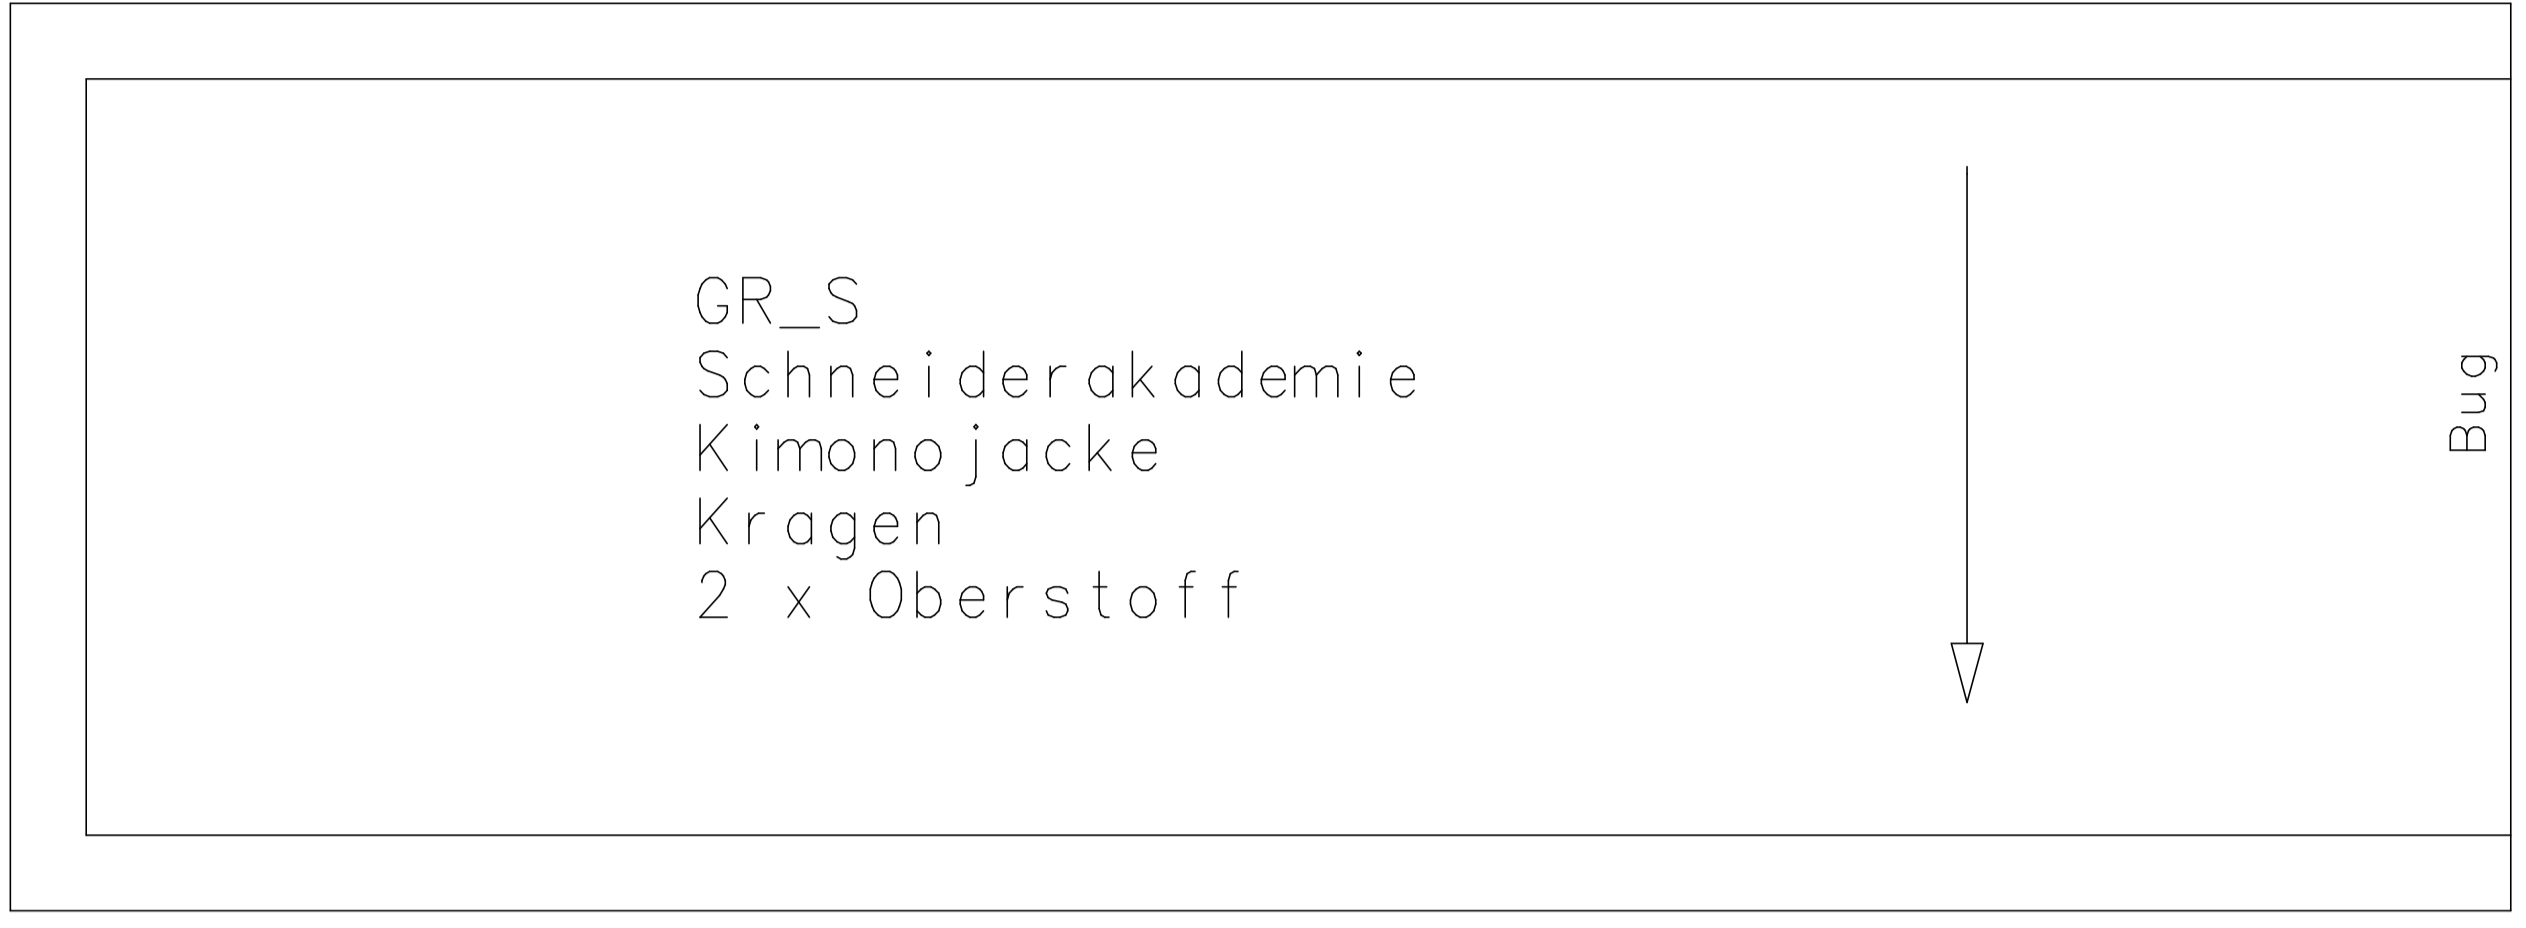 GR_S
Schneiderakademie
Kimonojacke
Kragen
2 x Oberstoff
Bug